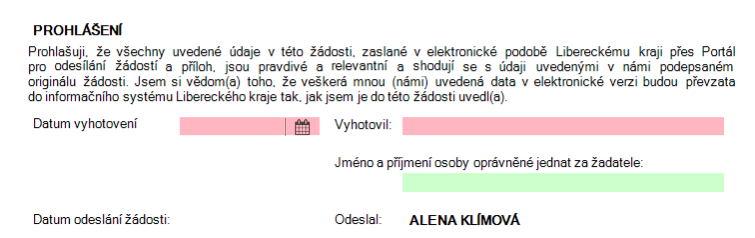 PROHLÁŠENÍ
Prohlašuji, že všechny uvedené údaje v této žádosti, zaslané v elektronické podobě Libereckému kraji přes Portál
pro odesílání žádostí a příloh, jsou pravdivé a relevantní a shodují se s údaji uvedenými v námi podepsaném
originálu žádosti. Jsem si vědom(a) toho, že veškerá mnou (námi) uvedená data v elektronické verzi budou převzata
do informačního systému Libereckého kraje tak, jak jsem je do této žádosti uvedl(a).
Datum vyhotovení Vyhotovil:
Jméno a příjmení osoby oprávněné jednat za žadatele:
Datum odeslání žádosti: Odeslal: ALENA KLÍMOVÁ